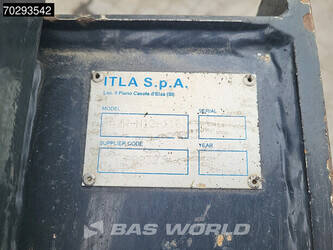 70293542
ITLA S.p.A.
Loc. Il Piano Casole d'Elsa (SI)
MODEL
SERIAL
SUPPLIER CODE
YEAR
BAS WORLD